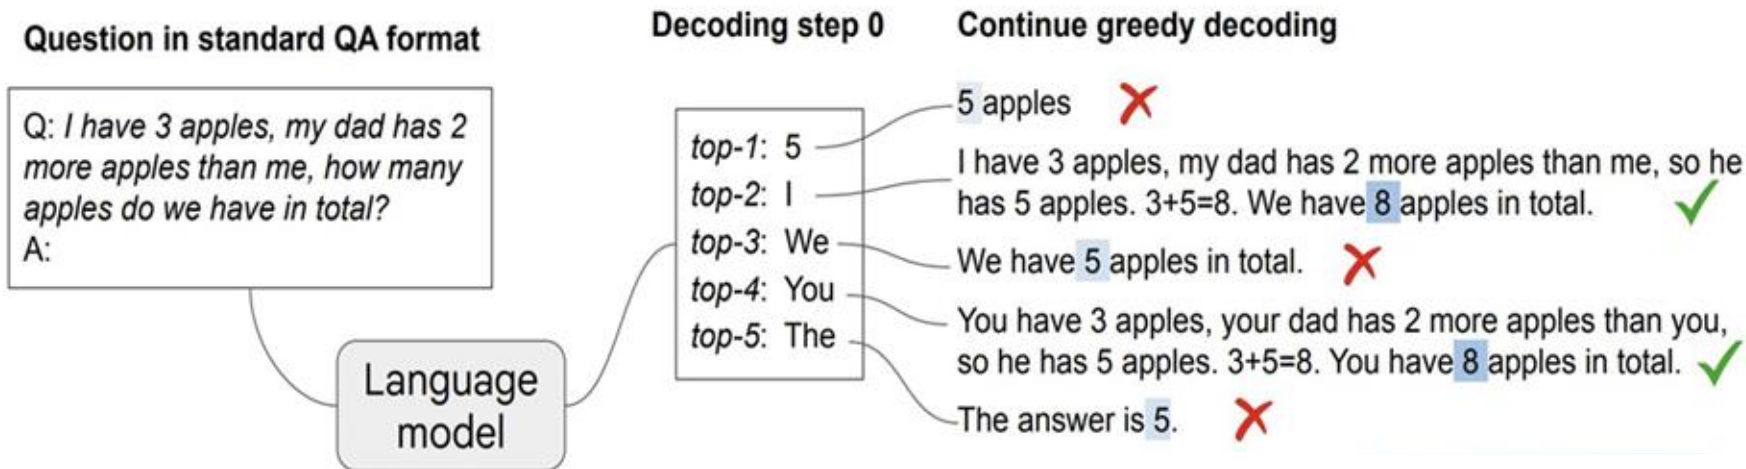 Question in standard QA format
Q: I have 3 apples, my dad has 2
more apples than me, how many
apples do we have in total?
A:
Language
model
Decoding step 0
top-1: 5
top-2: I
top-3: We
top-4: You
top-5: The
Continue greedy decoding
5 apples
I have 3 apples, my dad has 2 more apples than me, so he
has 5 apples. 3+5=8. We have 8 apples in total.
We have 5 apples in total.
You have 3 apples, your dad has 2 more apples than you,
so he has 5 apples. 3+5=8. You have 8 apples in total.
The answer is 5.